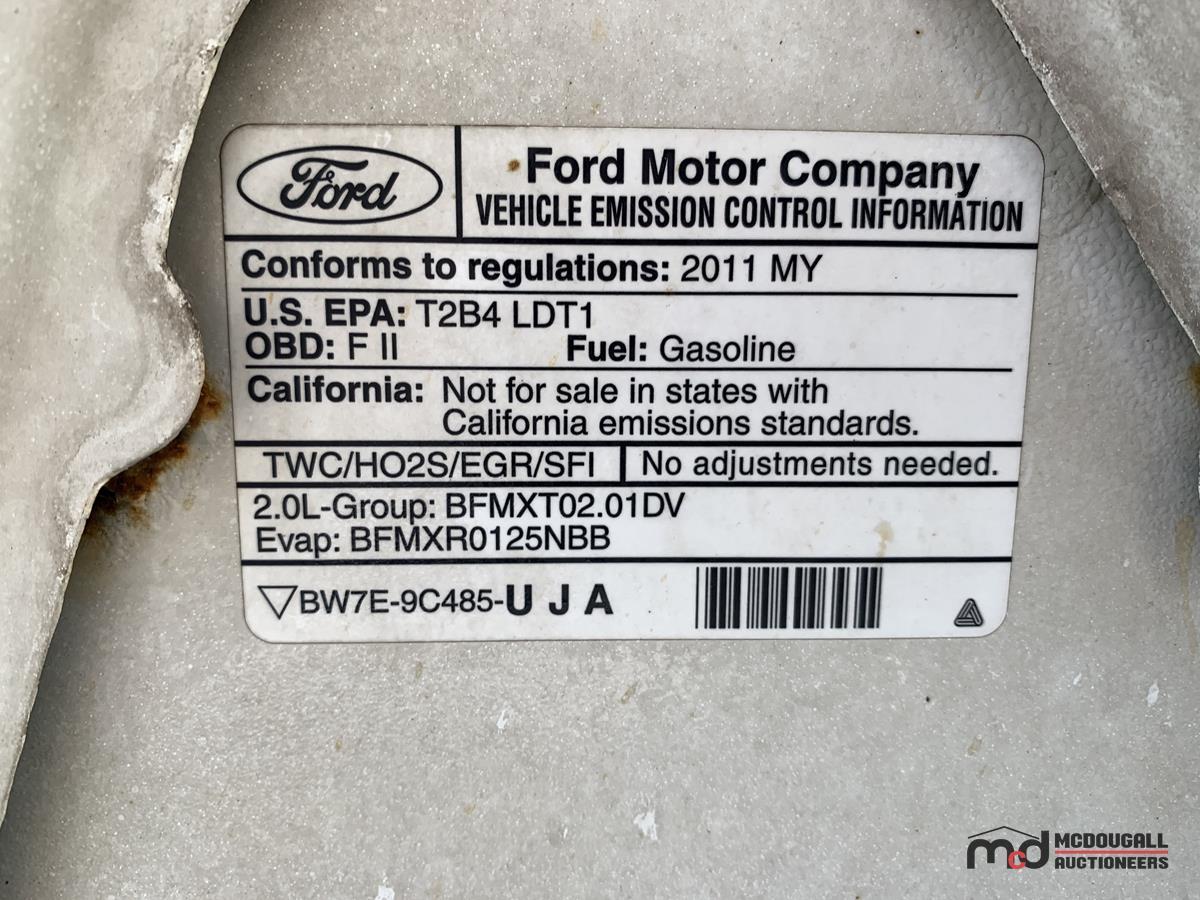 Ford
Ford Motor Company
VEHICLE EMISSION CONTROL INFORMATION
Conforms to regulations: 2011 MY
U.S. EPA: T2B4 LDT1
OBD: F II Fuel: Gasoline
California: Not for sale in states with
California emissions standards.
TWC/HO2S/EGR/SFI No adjustments needed.
2.0L-Group: BFMXT02.01DV
Evap: BFMXR0125NBB
BW7E-9C485-U J A
mcd MCDOUGALL
AUCTIONEERS